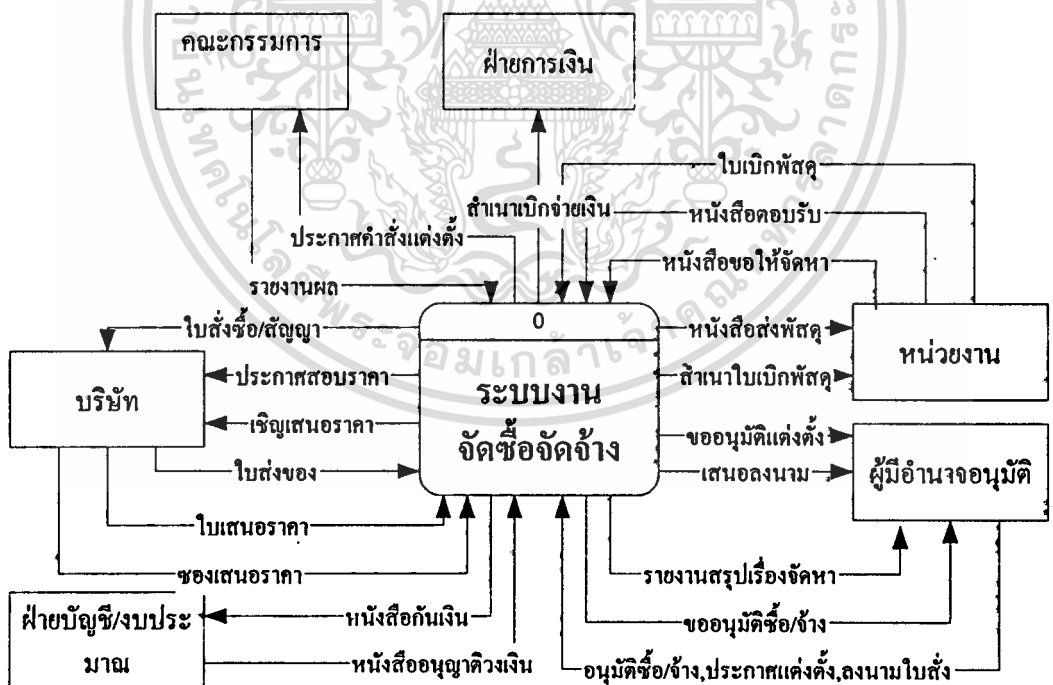 คณะกรรมการ
ฝ่ายการเงิน
ใบเบิกพัสดุ
สำเนาเบิกจ่ายเงิน
หนังสือตอบรับ
ประกาศคำสั่งแต่งตั้ง
หนังสือขอให้จัดหา
รายงานผล
ใบสั่งซื้อ/สัญญา
0
หนังสือส่งพัสดุ
หน่วยงาน
ประกาศสอบราคา
สำเนาใบเบิกพัสดุ
บริษัท
ระบบงาน
จัดซื้อจัดจ้าง
เชิญเสนอราคา
ขออนุมัติแต่งตั้ง
ใบส่งของ
เสนอลงนาม
ผู้มีอำนาจอนุมัติ
ใบเสนอราคา
ซองเสนอราคา
รายงานสรุปเรื่องจัดหา
ฝ่ายบัญชี/งบประ
มาณ
หนังสือกันเงิน
ขออนุมัติซื้อ/จ้าง
หนังสืออนุญาติวงเงิน
อนุมัติซื้อ/จ้าง,ประกาศแต่งตั้ง,ลงนามใบสั่ง